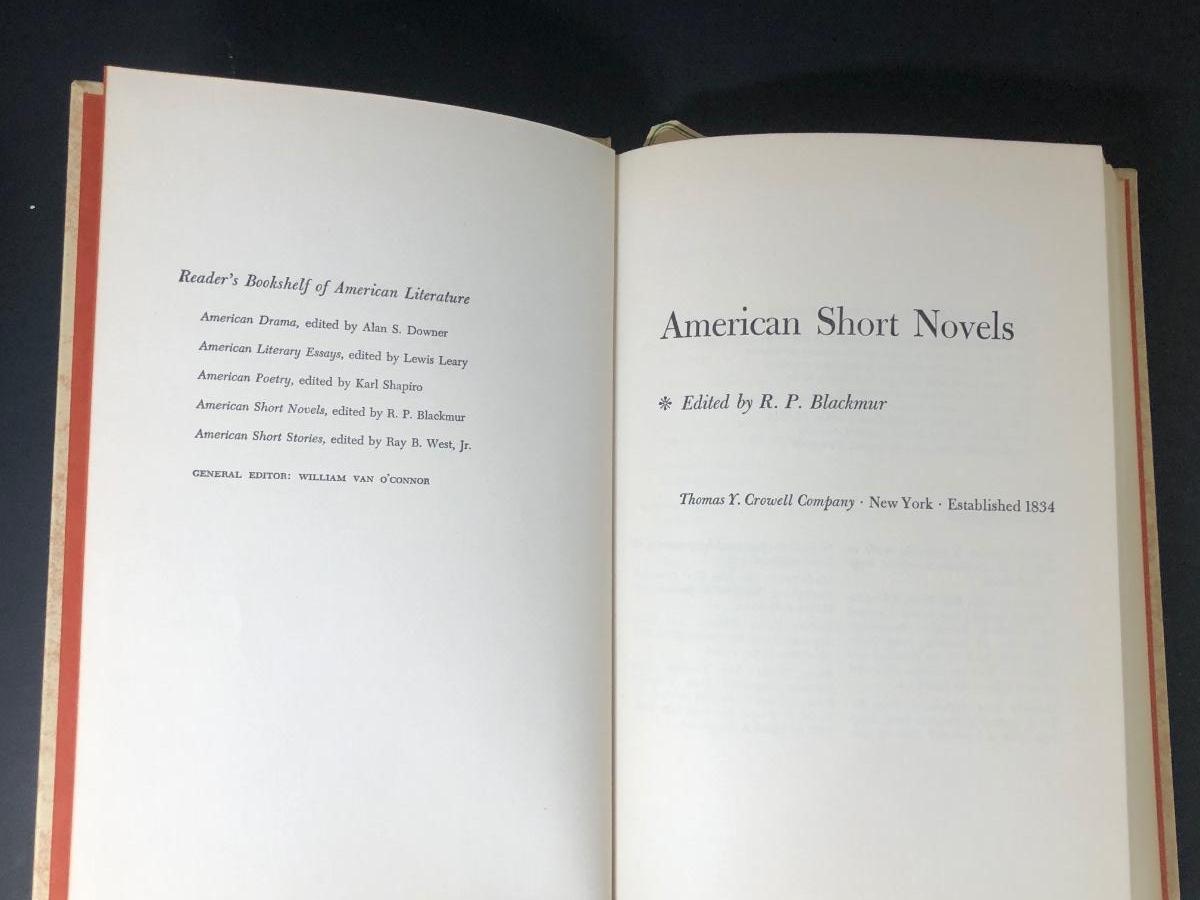 Reader's Bookshelf of American Literature
American Drama, edited by Alan S. Downer
American Literary Essays, edited by Lewis Leary
American Poetry, edited by Karl Shapiro
American Short Novels, edited by R. P. Blackmur
American Short Stories, edited by Ray B. West, Jr.
GENERAL EDITOR: WILLIAM VAN O'CONNOR
American Short Novels
❊ Edited by R. P. Blackmur
Thomas Y. Crowell Company · New York · Established 1834